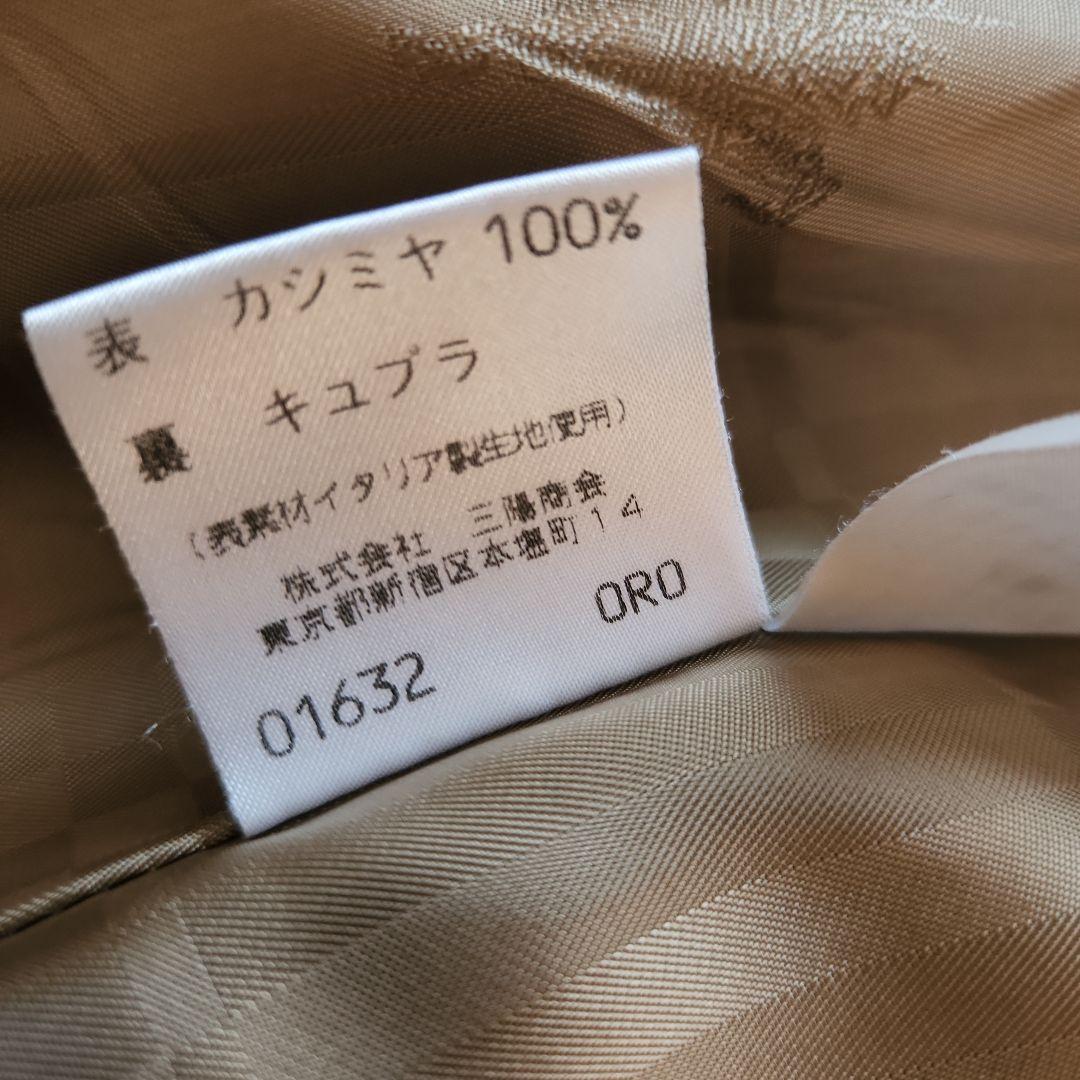 表 カシミヤ 100%
裏 キュプラ
(表素材イタリア製生地使用)
株式会社 三陽商会
東京都新宿区本塩町14
ORO
01632